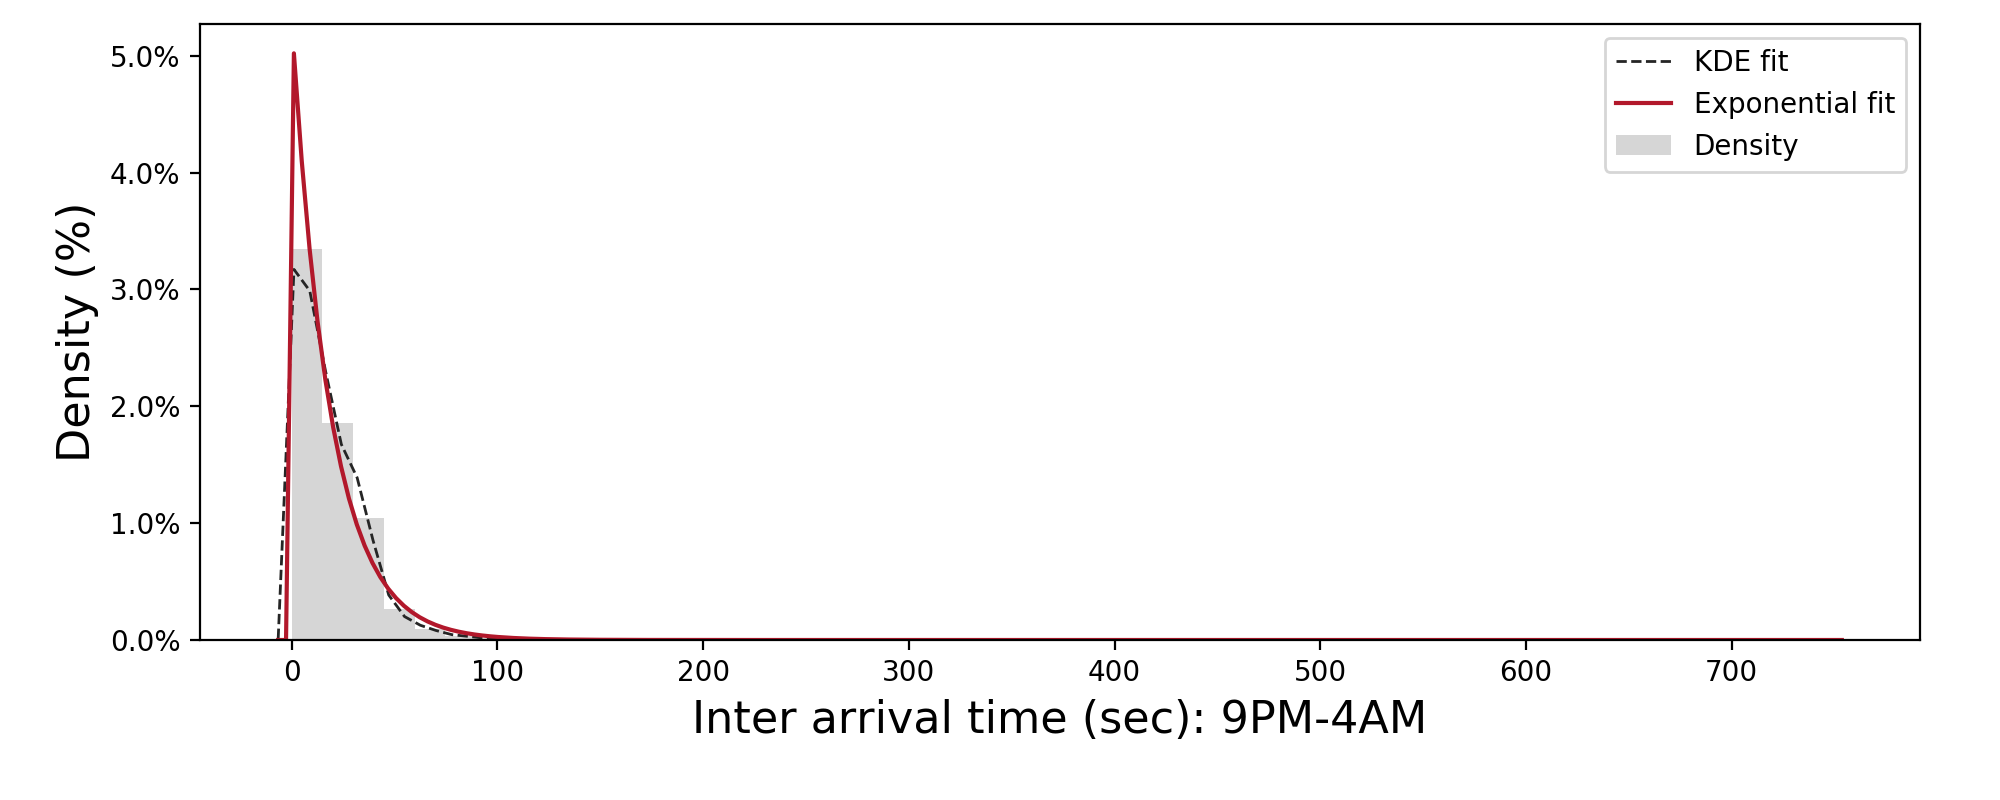 5.0%
4.0%
3.0%
2.0%
1.0%
0.0%
Density (%)
KDE fit
Exponential fit
Density
0 100 200 300 400 500 600 700
Inter arrival time (sec): 9PM-4AM